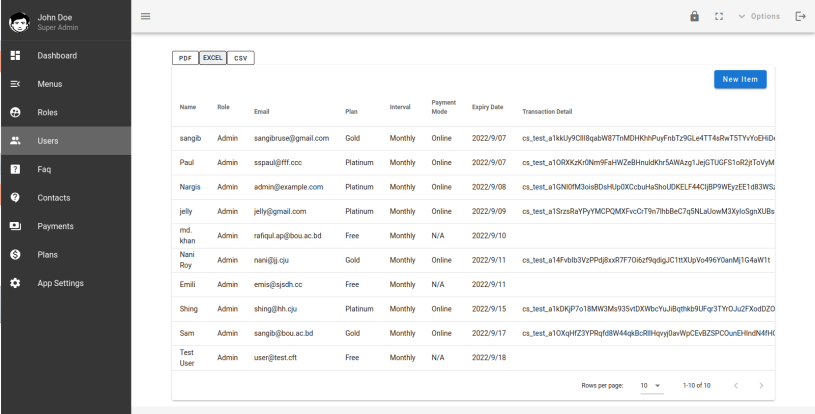 John Doe
Super Admin
Options
Dashboard
Menus
Roles
Users
Faq
Contacts
Payments
Plans
App Settings
PDF EXCEL CSV
New Item
Name Role Email Plan Interval Payment Mode Expiry Date Transaction Detail
sangib Admin sangibruse@gmail.com Gold Monthly Online 2022/9/07
Paul Admin sspaul@fff.ccc Platinum Monthly Online 2022/9/07
Nargis Admin admin@example.com Platinum Monthly Online 2022/9/08
jelly Admin jelly@gmail.com Platinum Monthly Online 2022/9/09
md. khan Admin rafiqul.ap@bou.ac.bd Free Monthly N/A 2022/9/10
Nani Roy Admin nani@jj.cju Gold Monthly Online 2022/9/11
Emili Admin emis@sjsdh.cc Free Monthly N/A 2022/9/11
Shing Admin shing@hh.cju Platinum Monthly Online 2022/9/15
Sam Admin sangib@bou.ac.bd Gold Monthly Online 2022/9/17
Test User Admin user@test.cft Free Monthly N/A 2022/9/18
Rows per page: 10 1-10 of 10